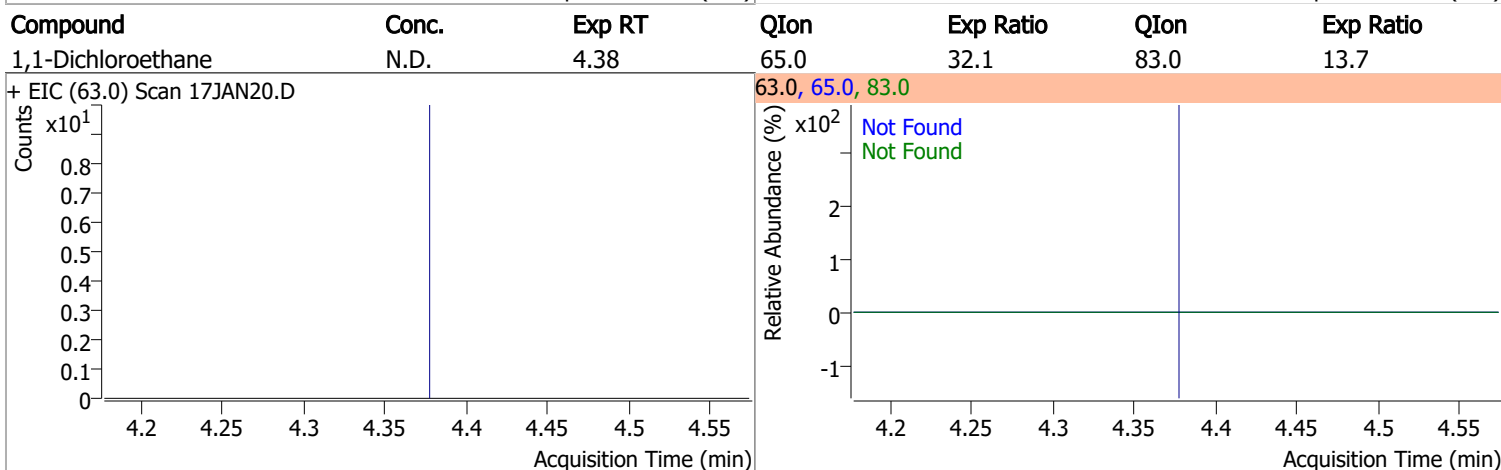 Compound Conc. Exp RT QIon Exp Ratio QIon Exp Ratio
1,1-Dichloroethane N.D. 4.38 65.0 32.1 83.0 13.7
+ EIC (63.0) Scan 17JAN20.D
Counts
x10¹
0.8
0.7
0.6
0.5
0.4
0.3
0.2
0.1
0
4.2 4.25 4.3 4.35 4.4 4.45 4.5 4.55
Acquisition Time (min)
63.0, 65.0, 83.0
Relative Abundance (%)
x10²
Not Found
Not Found
2
1
0
-1
4.2 4.25 4.3 4.35 4.4 4.45 4.5 4.55
Acquisition Time (min)